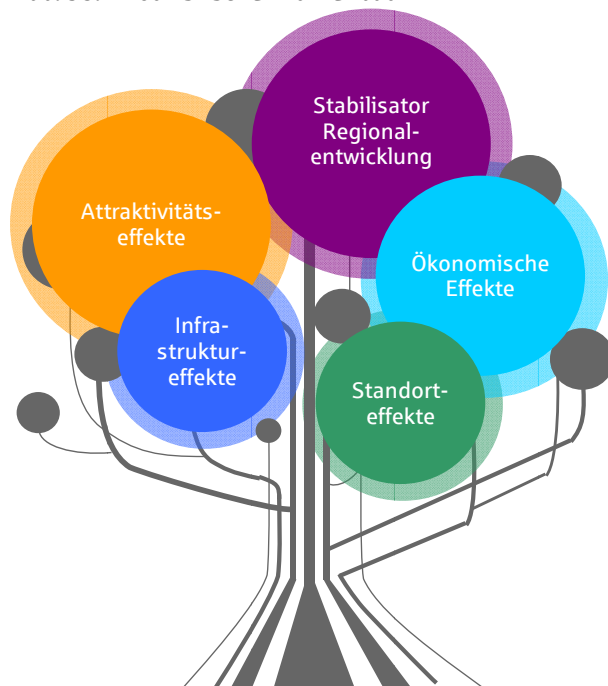 Stabilisator
Regional-
entwicklung
Attraktivitäts-
effekte
Ökonomische
Effekte
Infra-
struktur-
effekte
Standort-
effekte